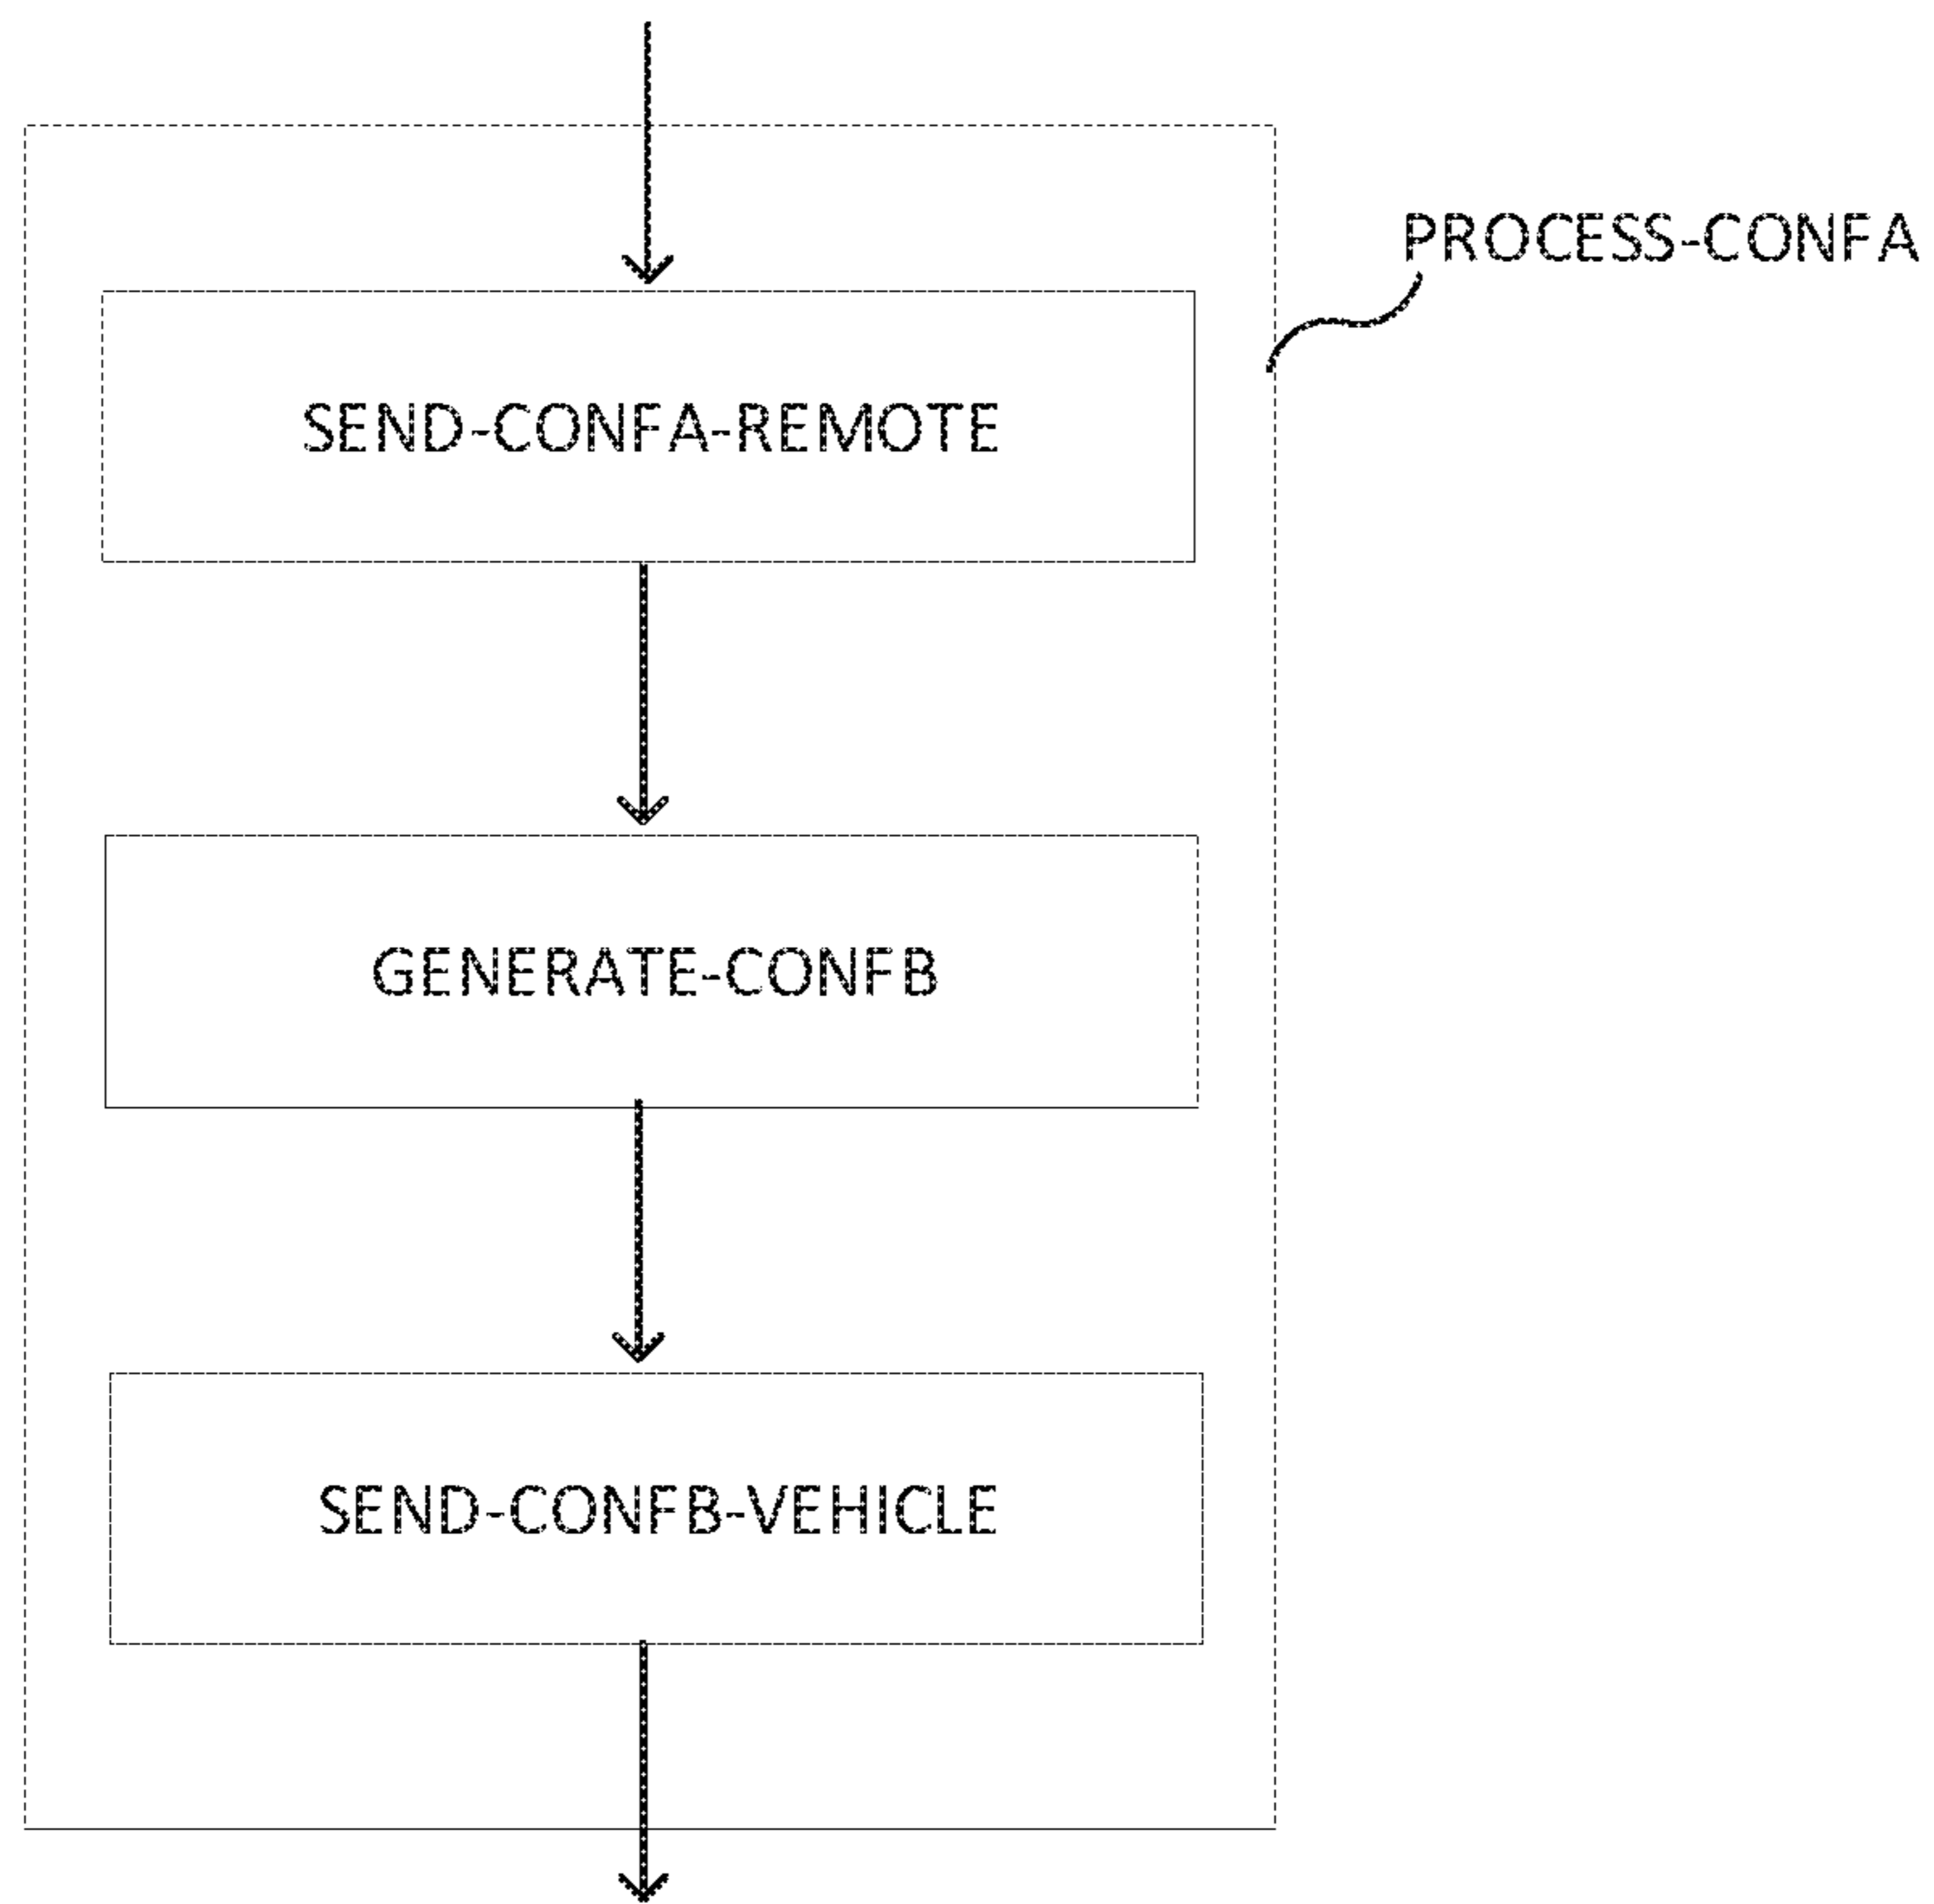 PROCESS-CONFA
SEND-CONFA-REMOTE
GENERATE-CONFB
SEND-CONFB-VEHICLE